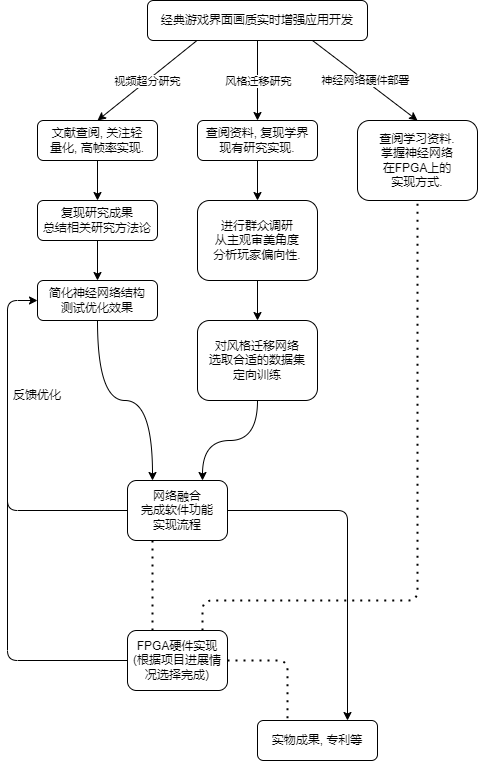 经典游戏界面画质实时增强应用开发
视频超分研究
风格迁移研究
神经网络硬件部署
文献查阅, 关注轻
量化, 高帧率实现.
查阅资料, 复现学界
现有研究实现.
查阅学习资料.
掌握神经网络
在FPGA上的
实现方式.
复现研究成果
总结相关研究方法论
进行群众调研
从主观审美角度
分析玩家偏向性.
简化神经网络结构
测试优化效果
对风格迁移网络
选取合适的数据集
定向训练
反馈优化
网络融合
完成软件功能
实现流程
FPGA硬件实现
(根据项目进展情
况选择完成)
实物成果, 专利等